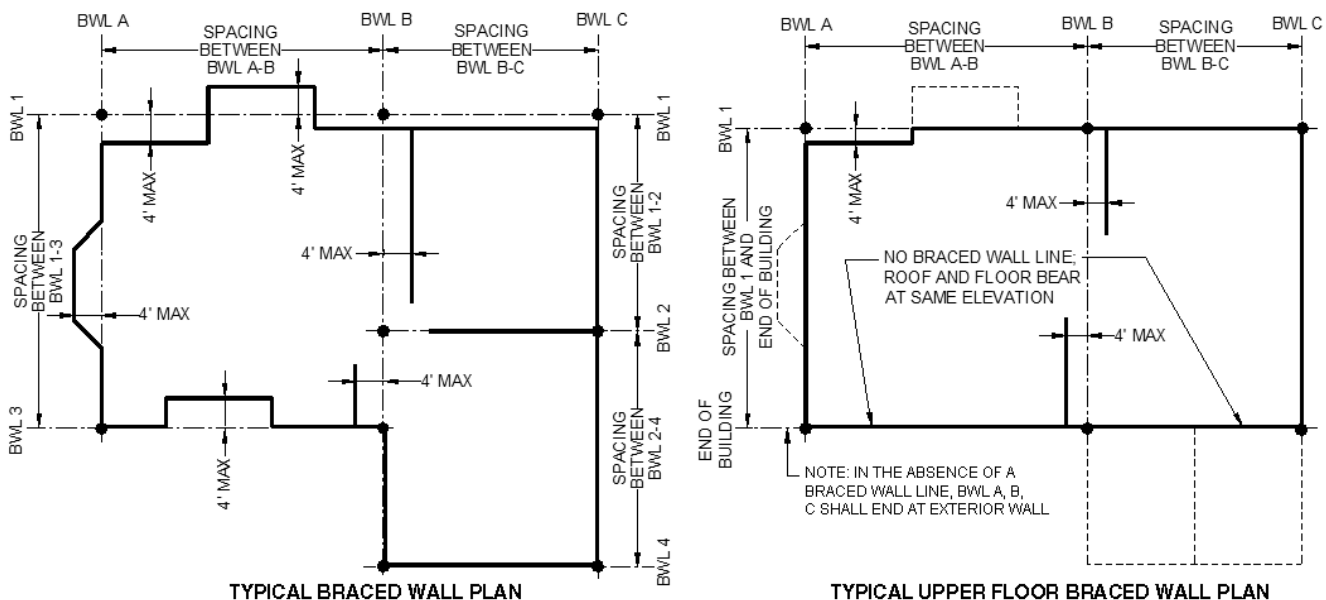 BWL A
BWL B
BWL C
SPACING
BETWEEN
BWL A-B
SPACING
BETWEEN
BWL B-C
BWL 1
BWL 1
4' MAX
4' MAX
SPACING
BETWEEN
BWL 1-3
4' MAX
4' MAX
SPACING
BETWEEN
BWL 1-2
BWL 2
4' MAX
BWL 3
4' MAX
SPACING
BETWEEN
BWL 2-4
BWL 4
TYPICAL BRACED WALL PLAN
BWL A
BWL B
BWL C
SPACING
BETWEEN
BWL A-B
SPACING
BETWEEN
BWL B-C
BWL 1
4' MAX
4' MAX
SPACING BETWEEN
BWL 1 AND
END OF BUILDING
NO BRACED WALL LINE;
ROOF AND FLOOR BEAR
AT SAME ELEVATION
4' MAX
END OF
BUILDING
NOTE: IN THE ABSENCE OF A
BRACED WALL LINE, BWL A, B,
C SHALL END AT EXTERIOR WALL
TYPICAL UPPER FLOOR BRACED WALL PLAN